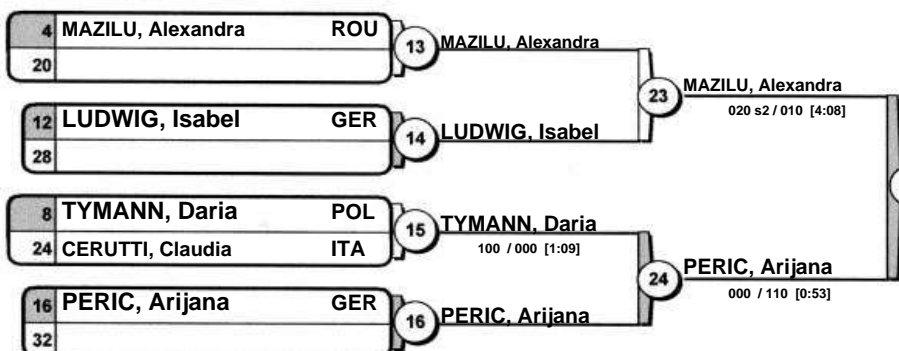 4 MAZILU, Alexandra ROU
20
13 MAZILU, Alexandra
12 LUDWIG, Isabel GER
28
14 LUDWIG, Isabel
23 MAZILU, Alexandra
020 s2 / 010 [4:08]
8 TYMANN, Daria POL
24 CERUTTI, Claudia ITA
15 TYMANN, Daria
100 / 000 [1:09]
16 PERIC, Arijana GER
32
16 PERIC, Arijana
24 PERIC, Arijana
000 / 110 [0:53]